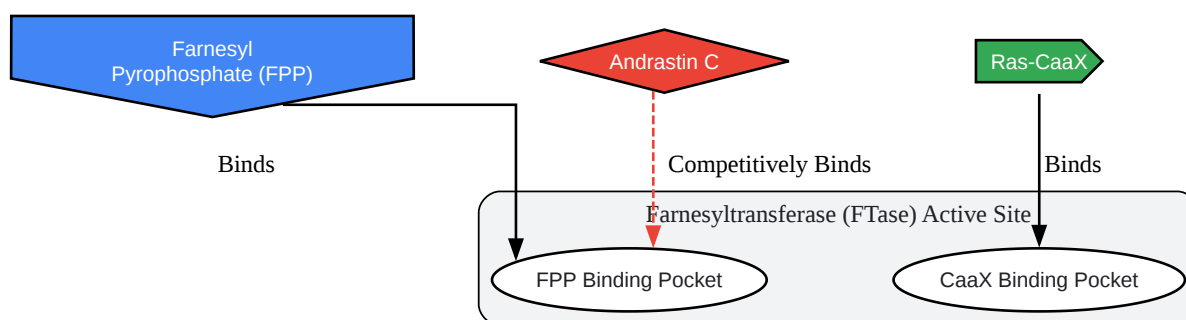 Farnesyl
Pyrophosphate (FPP)
Andrastin C
Ras-CaaX
Binds
Competitively Binds
Binds
Farnesyltransferase (FTase) Active Site
FPP Binding Pocket
CaaX Binding Pocket